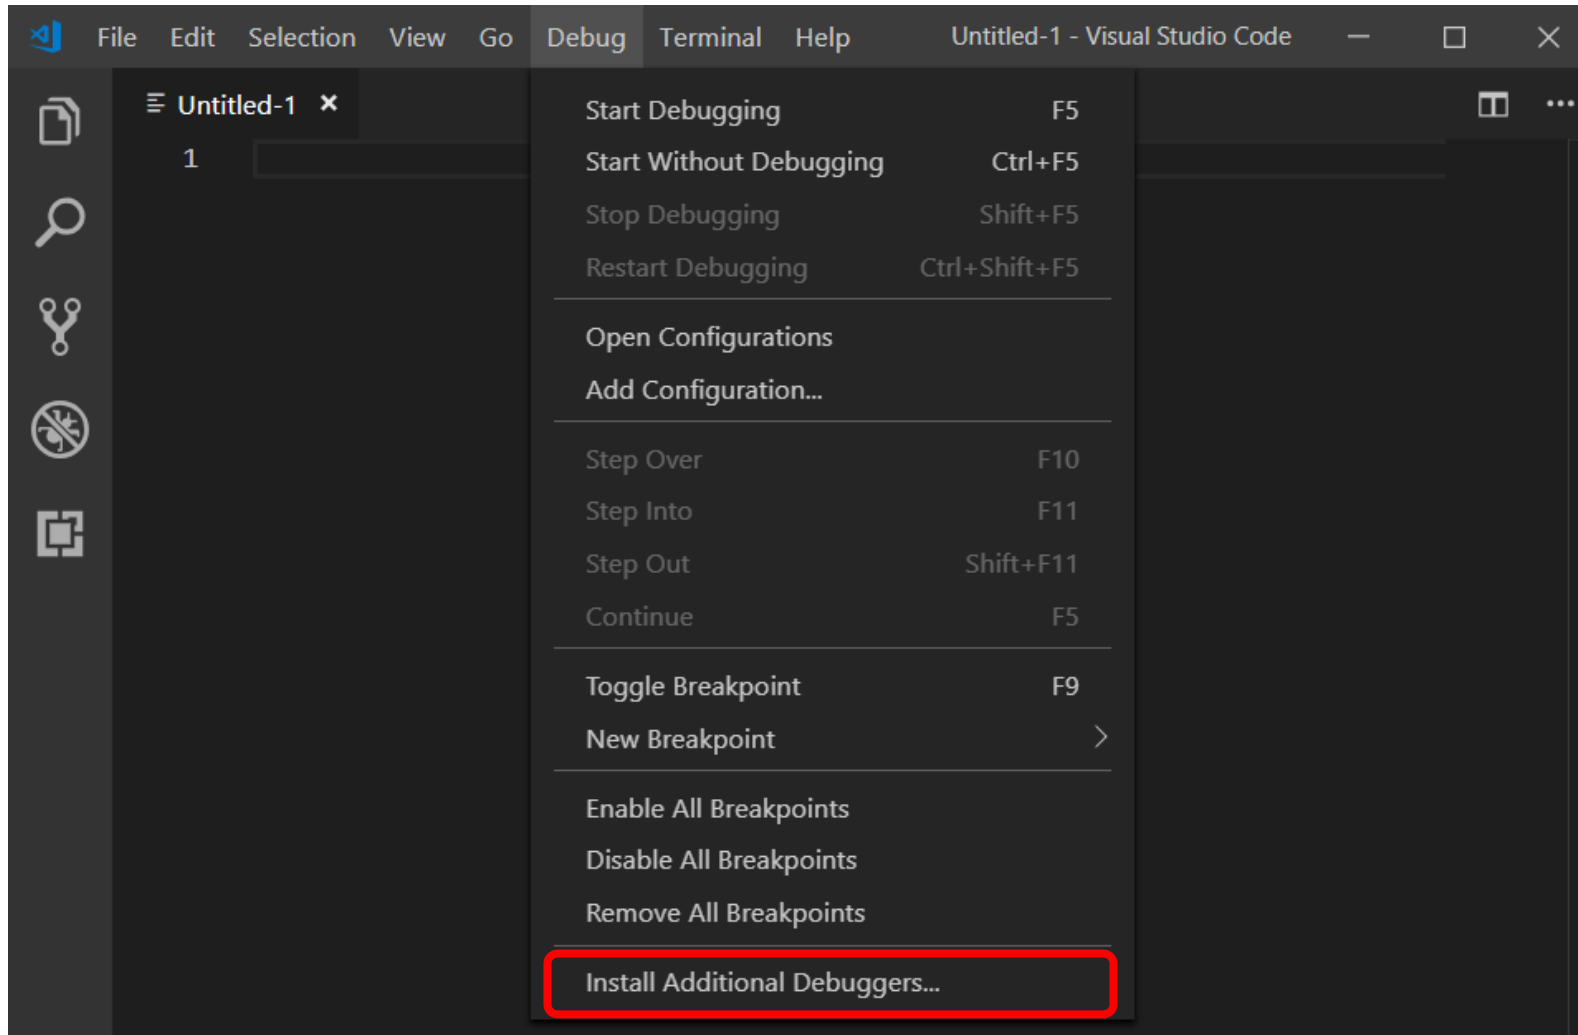 File Edit Selection View Go Debug Terminal Help Untitled-1 - Visual Studio Code
Untitled-1
1
Start Debugging F5
Start Without Debugging Ctrl+F5
Stop Debugging Shift+F5
Restart Debugging Ctrl+Shift+F5
Open Configurations
Add Configuration...
Step Over F10
Step Into F11
Step Out Shift+F11
Continue F5
Toggle Breakpoint F9
New Breakpoint
Enable All Breakpoints
Disable All Breakpoints
Remove All Breakpoints
Install Additional Debuggers...